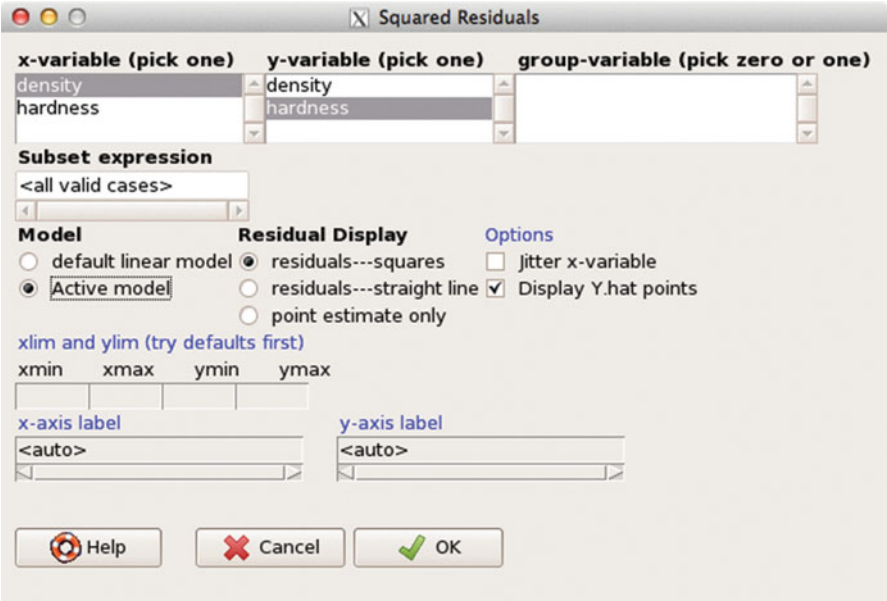 Squared Residuals
x-variable (pick one) y-variable (pick one) group-variable (pick zero or one)
density density
hardness hardness
Subset expression
<all valid cases>
Model Residual Display Options
default linear model residuals---squares Jitter x-variable
Active model residuals---straight line Display Y.hat points
point estimate only
xlim and ylim (try defaults first)
xmin xmax ymin ymax
x-axis label y-axis label
<auto> <auto>
Help Cancel OK